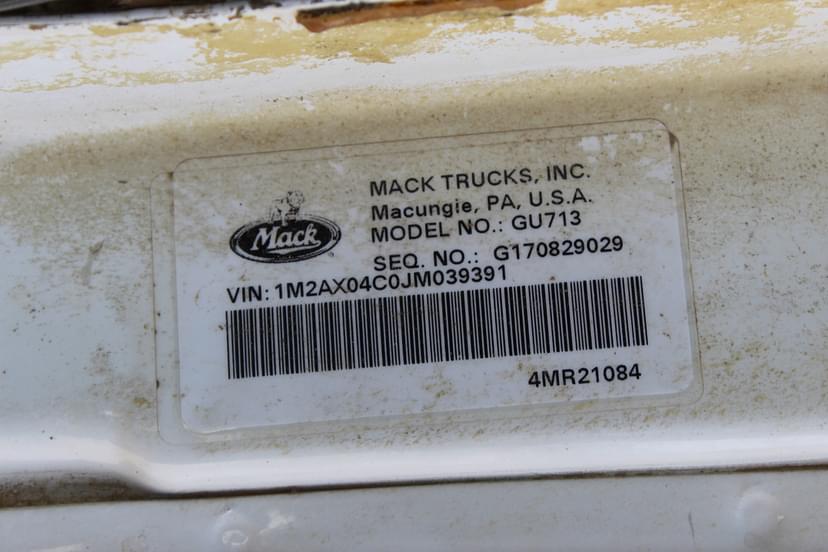 MACK TRUCKS, INC.
Macungie, PA, U.S.A.
MODEL NO.: GU713
SEQ. NO.: G170829029
Mack
VIN: 1M2AX04C0JM039391
4MR21084